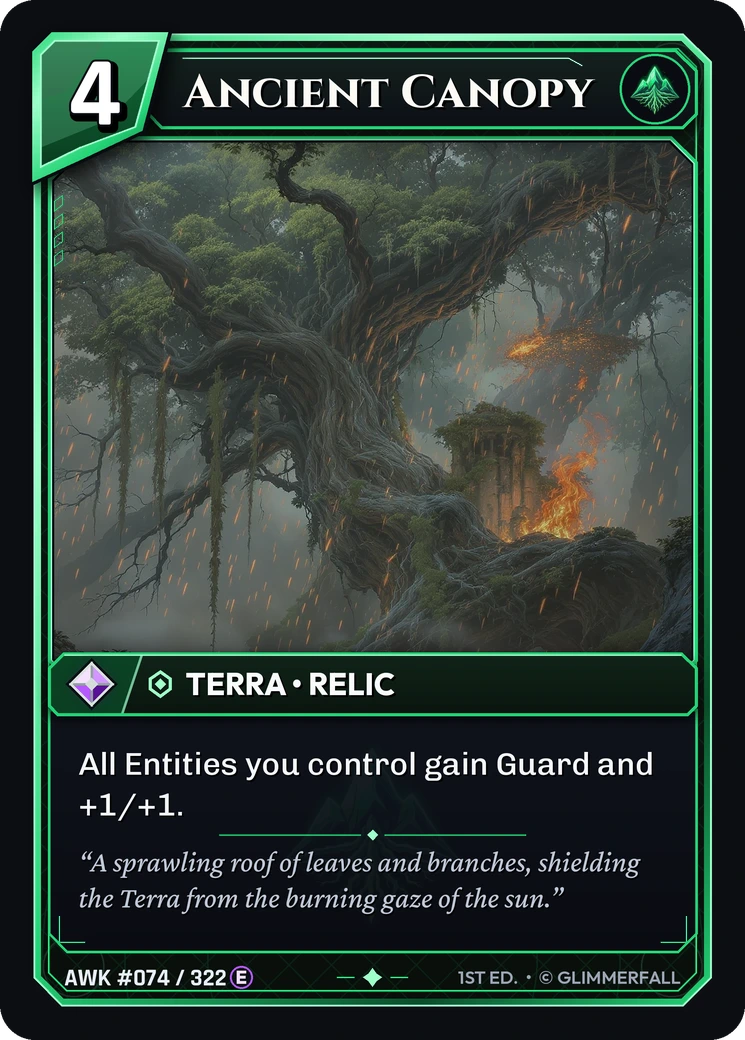 4
ANCIENT CANOPY
TERRA • RELIC
All Entities you control gain Guard and
+1/+1.
“A sprawling roof of leaves and branches, shielding
the Terra from the burning gaze of the sun.”
AWK #074 / 322 E
1ST ED. • © GLIMMERFALL